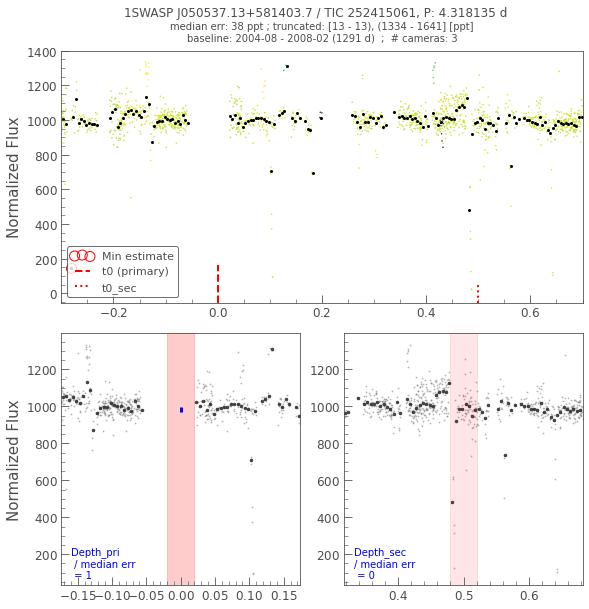 1SWASP J050537.13+581403.7 / TIC 252415061, P: 4.318135 d
median err: 38 ppt ; truncated: [13 - 13), (1334 - 1641] [ppt]
baseline: 2004-08 - 2008-02 (1291 d)  ;  # cameras: 3
Normalized Flux
1400
1200
1000
800
600
400
200
0
Min estimate
t0 (primary)
t0_sec
−0.2 0.0 0.2 0.4 0.6
Normalized Flux
1200
1000
800
600
400
200
Depth_pri
/ median err
= 1
−0.15 −0.10 −0.05 0.00 0.05 0.10 0.15
1200
1000
800
600
400
200
Depth_sec
/ median err
= 0
0.4 0.5 0.6